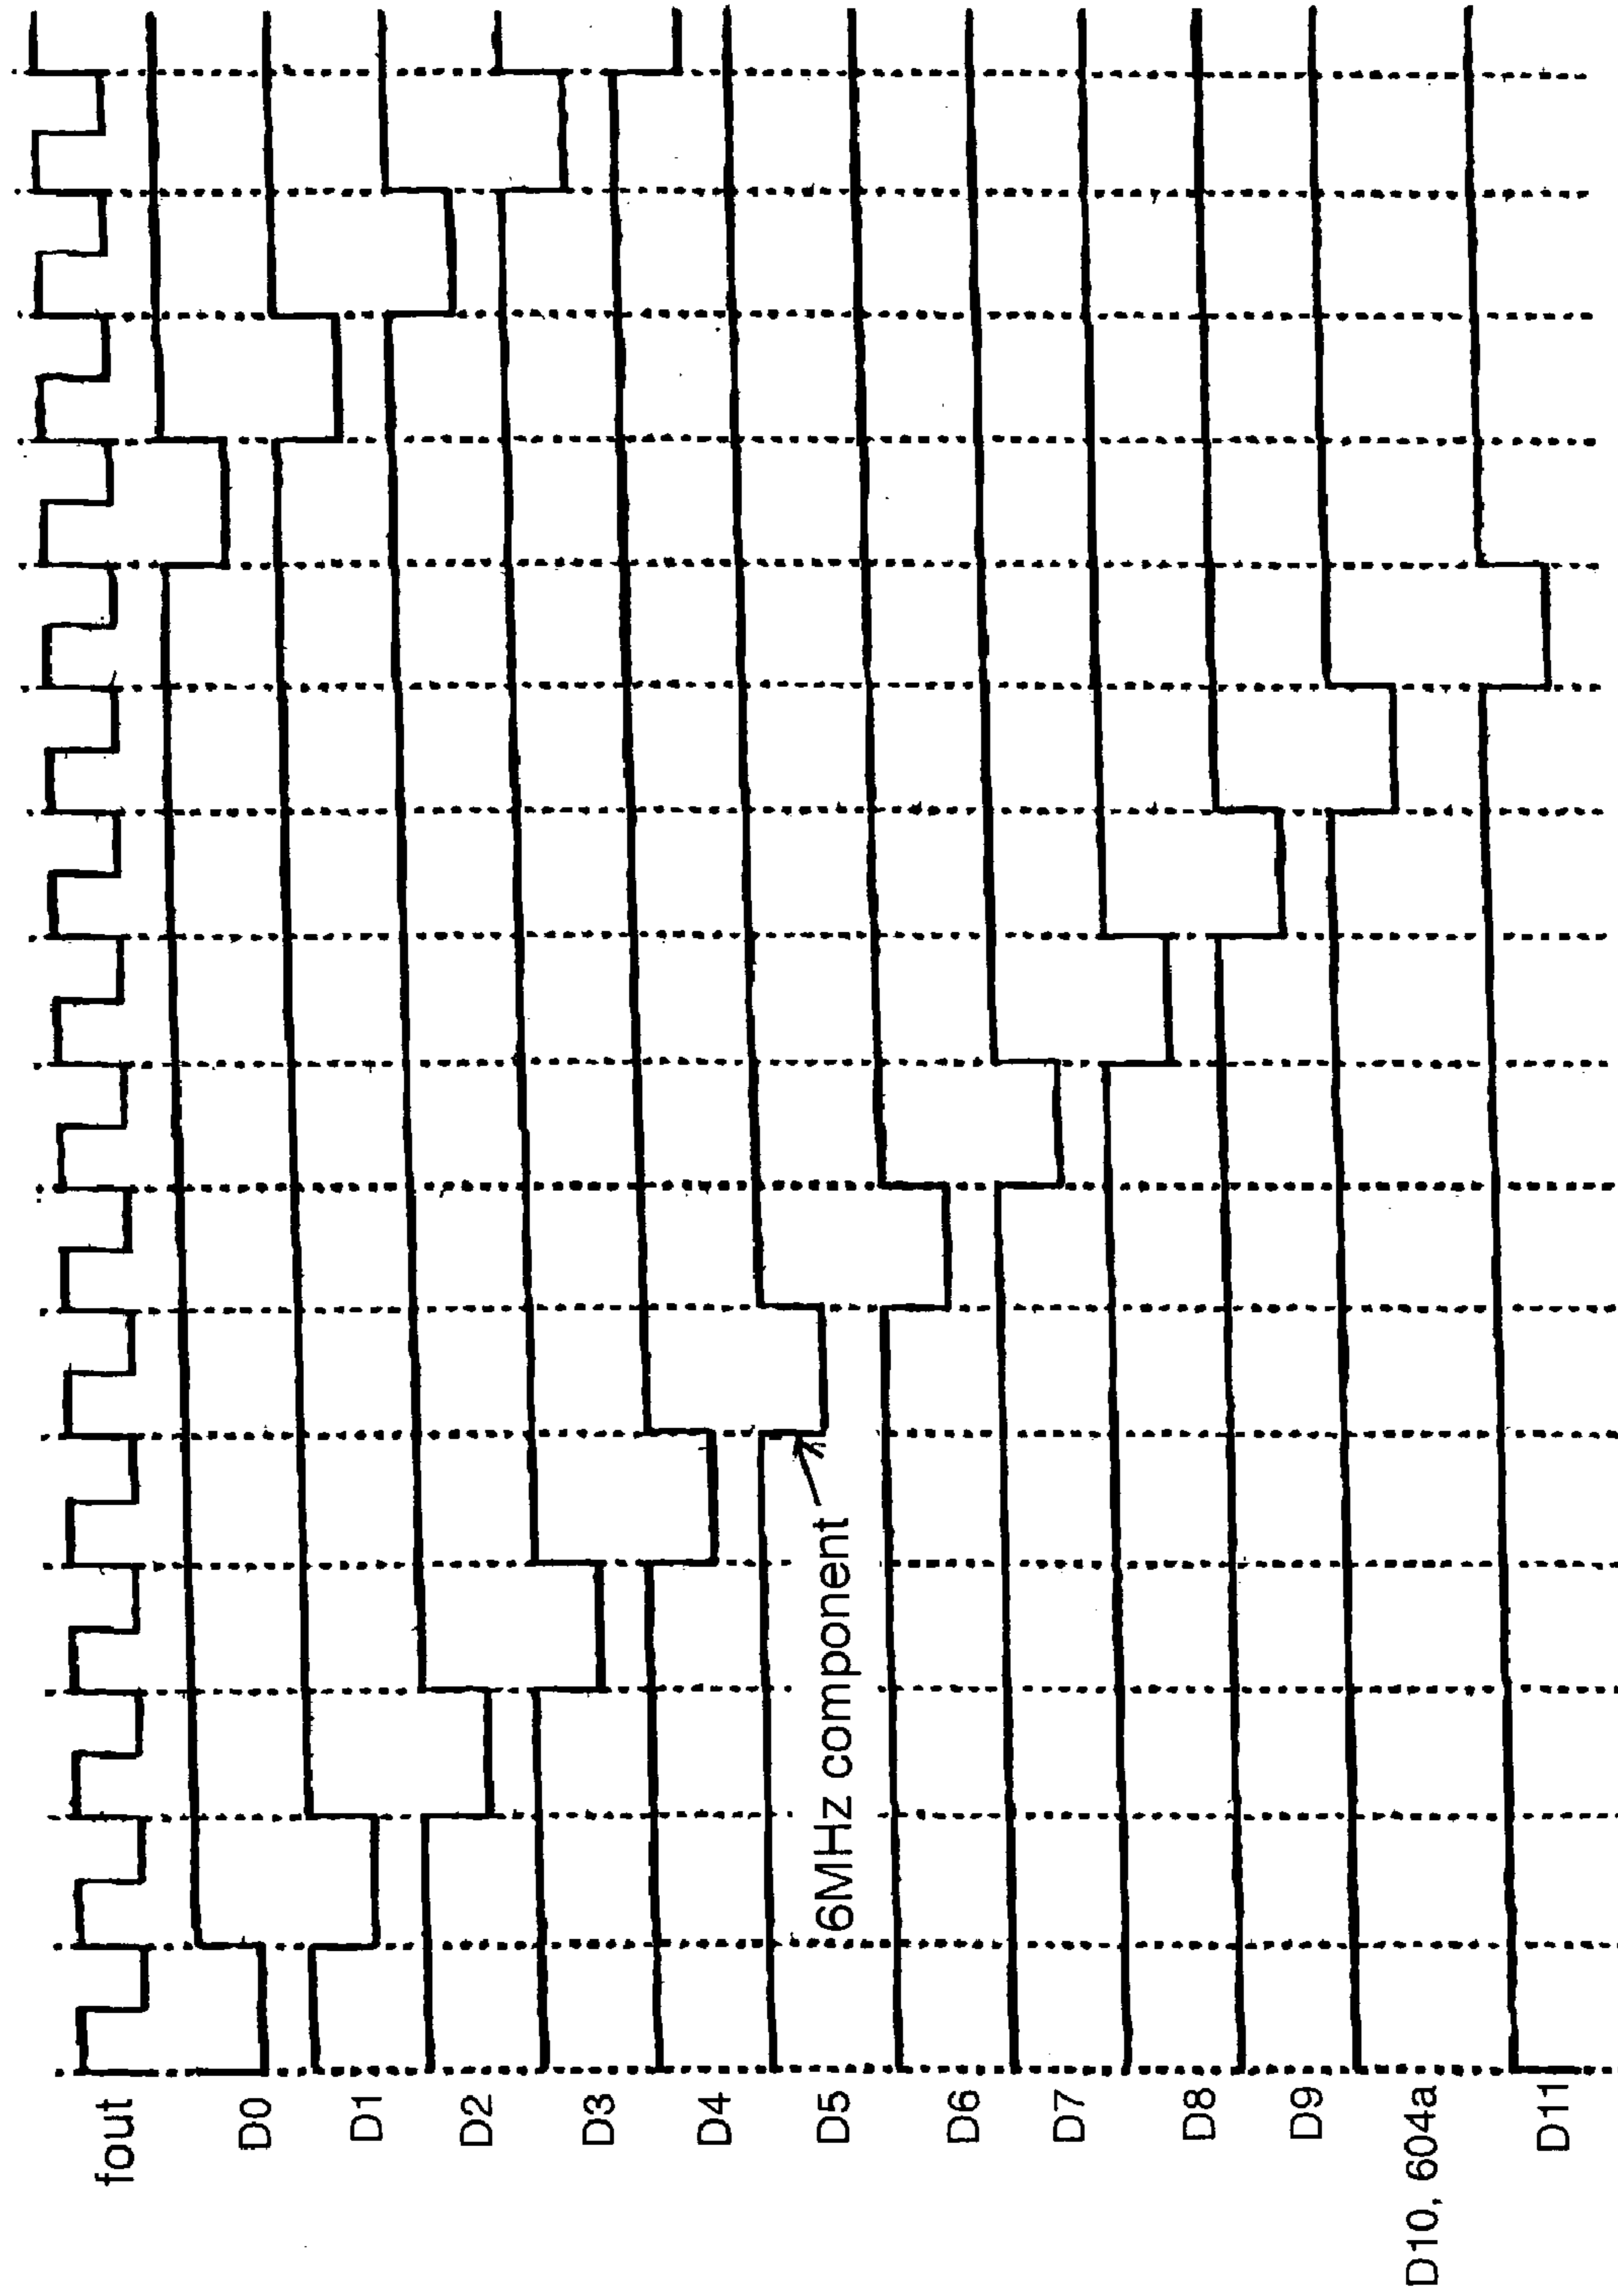 fout
D0
D1
D2
D3
D4
D5
6MHz component
D6
D7
D8
D9
D10, 604a
D11